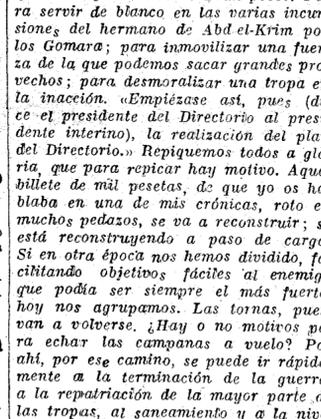 ra servir de blanco en las varias incur
siones del hermano de Abd-el-Krim po
los Gomara; para inmovilizar una fuer
za de la que podemos sacar grandes pro
vechos; para desmoralizar una tropa e
la inacción. «Empiézase así, pues (d
ce el presidente del Directorio al pres
dente interino), la realización del pla
del Directorio.» Repiquemos todos a glo
ria, que para repicar hay motivo. Aque
billete de mil pesetas, de que yo os ha
blaba en una de mis crónicas, roto e
muchos pedazos, se va a reconstruir; s
está reconstruyendo a paso de carga
Si en otra época nos hemos dividido, fa
cilitando objetivos fáciles al enemig
que podía ser siempre el más fuert
hoy nos agrupamos. Las tornas, pues
van a volverse. ¿Hay o no motivos pa
ra echar las campanas a vuelo? Po
ahí, por ese camino, se puede ir rápid
mente a la terminación de la guerra
a la repatriación de la mayor parte d
las tropas, al saneamiento y a la niv